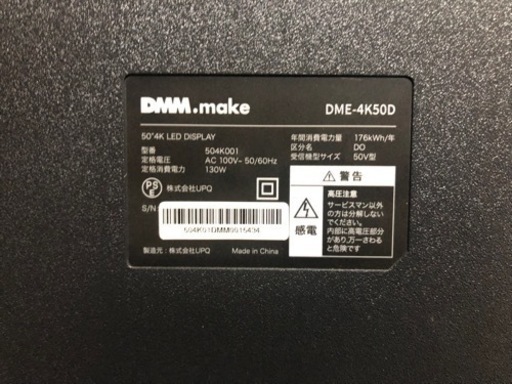 DMM.make
DME-4K50D
50"4K LED DISPLAY
型番 504K001
定格電圧 AC 100V~ 50/60Hz
定格消費電力 130W
年間消費電力量 176kWh/年
区分名 DO
受信機型サイズ 50V型
PS
E
株式会社UPQ
S/N
504K01DMM0015434
製造元：株式会社UPQ Made in China
警告
感電
高圧注意
サービスマン以外
の方は分解しない
でください。
内部に高電圧部分
があり､万一さわる
と危険です